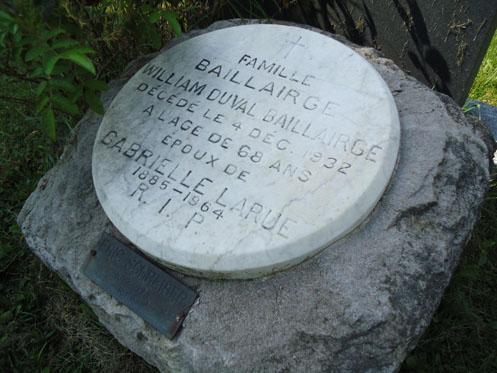 FAMILLE
BAILLAIRGE
WILLIAM DUVAL BAILLAIRGE
DÉCÉDÉ LE 4 DÉC. 1932
A L'AGE DE 68 ANS
ÉPOUX DE
GABRIELLE LARUE
1885-1964
R. I. P.